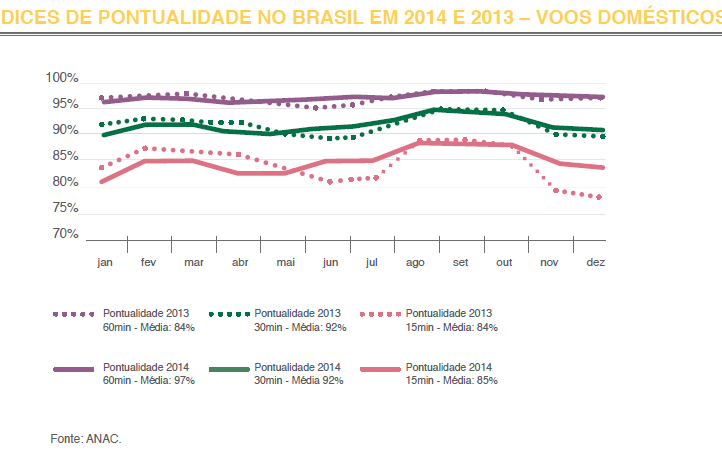 DICES DE PONTUALIDADE NO BRASIL EM 2014 E 2013 – VOOS DOMÉSTICOS
100%
95%
90%
85%
80%
75%
70%
jan fev mar abr mai jun jul ago set out nov dez
Pontualidade 2013 Pontualidade 2013 Pontualidade 2013
60min - Média: 84% 30min - Média: 92% 15min - Média: 84%
Pontualidade 2014 Pontualidade 2014 Pontualidade 2014
60min - Média: 97% 30min - Média 92% 15min - Média: 85%
Fonte: ANAC.